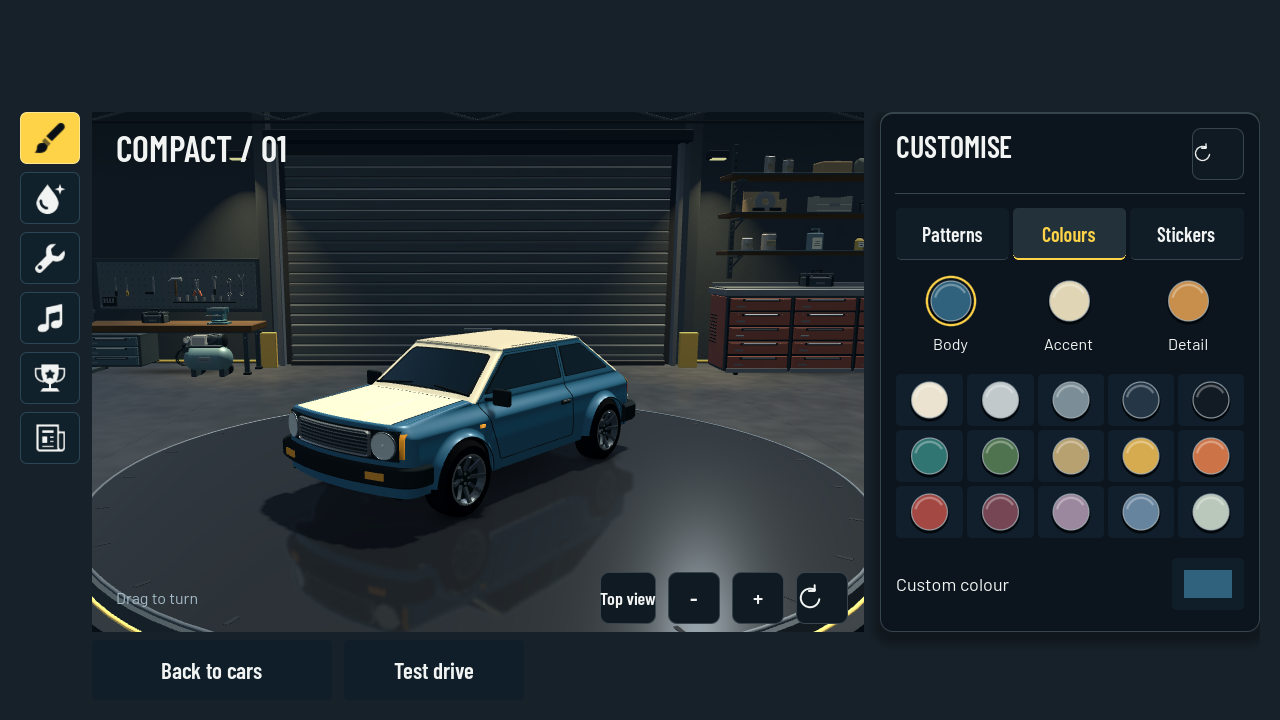 COMPACT / 01
CUSTOMISE
Patterns
Colours
Stickers
Body
Accent
Detail
Custom colour
Drag to turn
Top view
-
+
Back to cars
Test drive